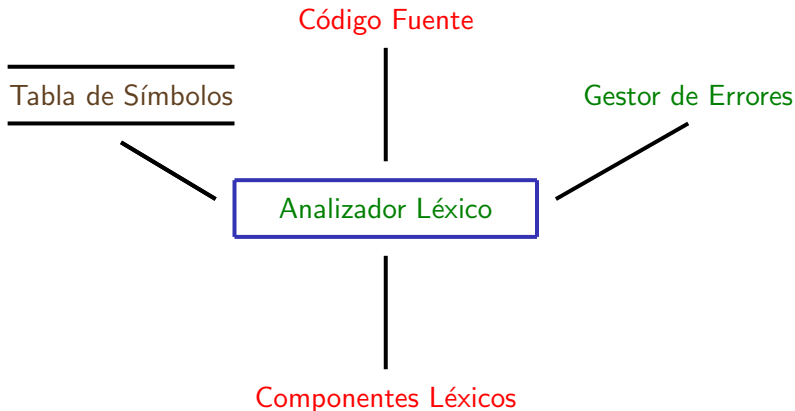 Código Fuente
Tabla de Símbolos
Gestor de Errores
Analizador Léxico
Componentes Léxicos